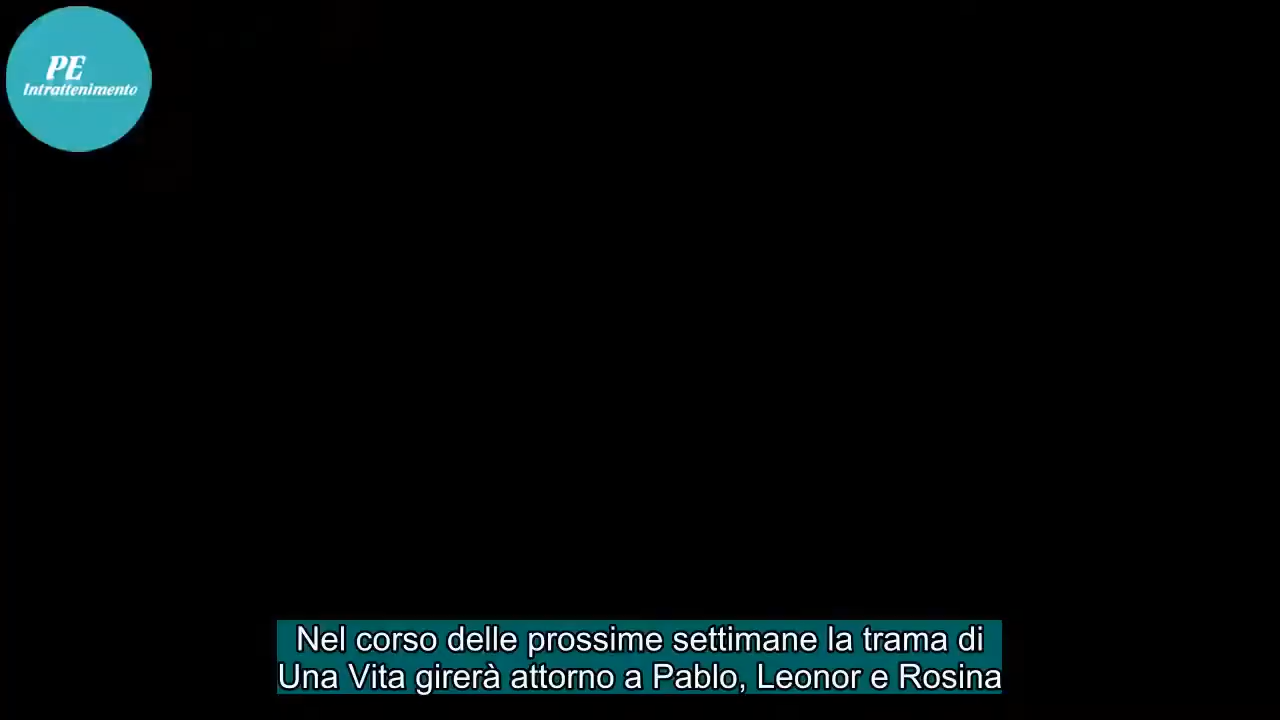 PE
Intrattenimento
Nel corso delle prossime settimane la trama di
Una Vita girerà attorno a Pablo, Leonor e Rosina